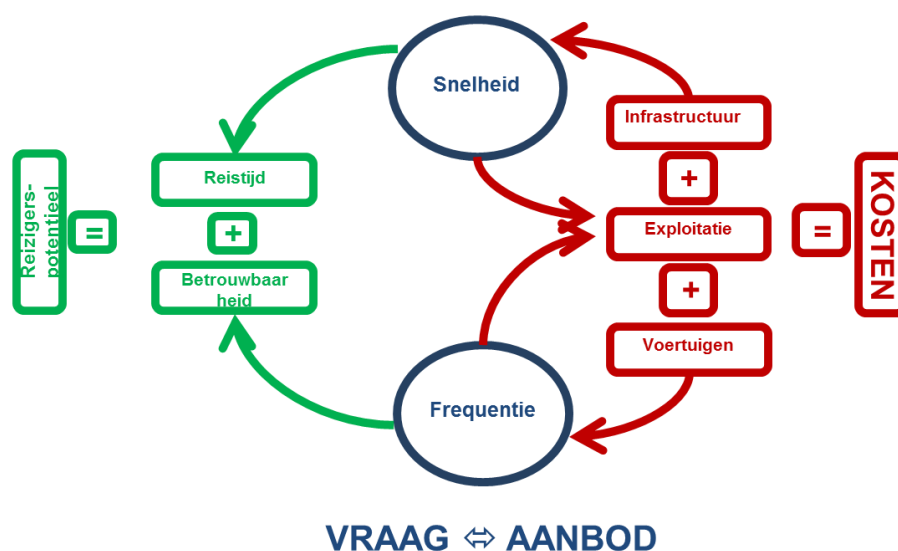 Snelheid
Infrastructuur
+
Reistijd
Reizigers-
potentieel
=
+
Exploitatie
=
KOSTEN
Betrouwbaar
heid
+
Voertuigen
Frequentie
VRAAG ⇔ AANBOD